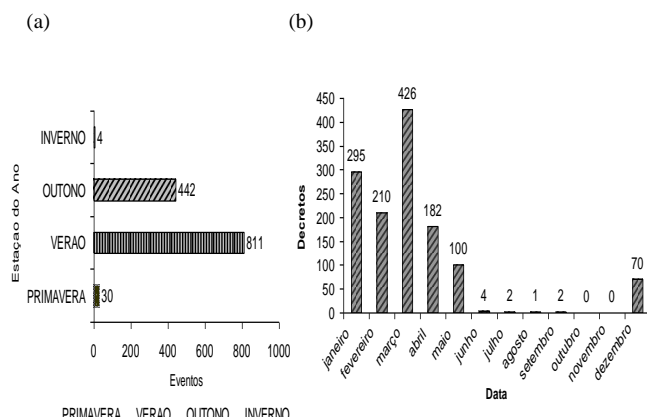 (a)
(b)
Estaçao do Ano
INVERNO
4
OUTONO
442
VERAO
811
PRIMAVERA
30
0 200 400 600 800 1000
Eventos
PRIMAVERA VERAO OUTONO INVERNO
Decretos
450
400
350
300
250
200
150
100
50
0
295
210
426
182
100
4
2
1
2
0
0
70
janeiro
fevereiro
março
abril
maio
junho
julho
agosto
setembro
outubro
novembro
dezembro
Data